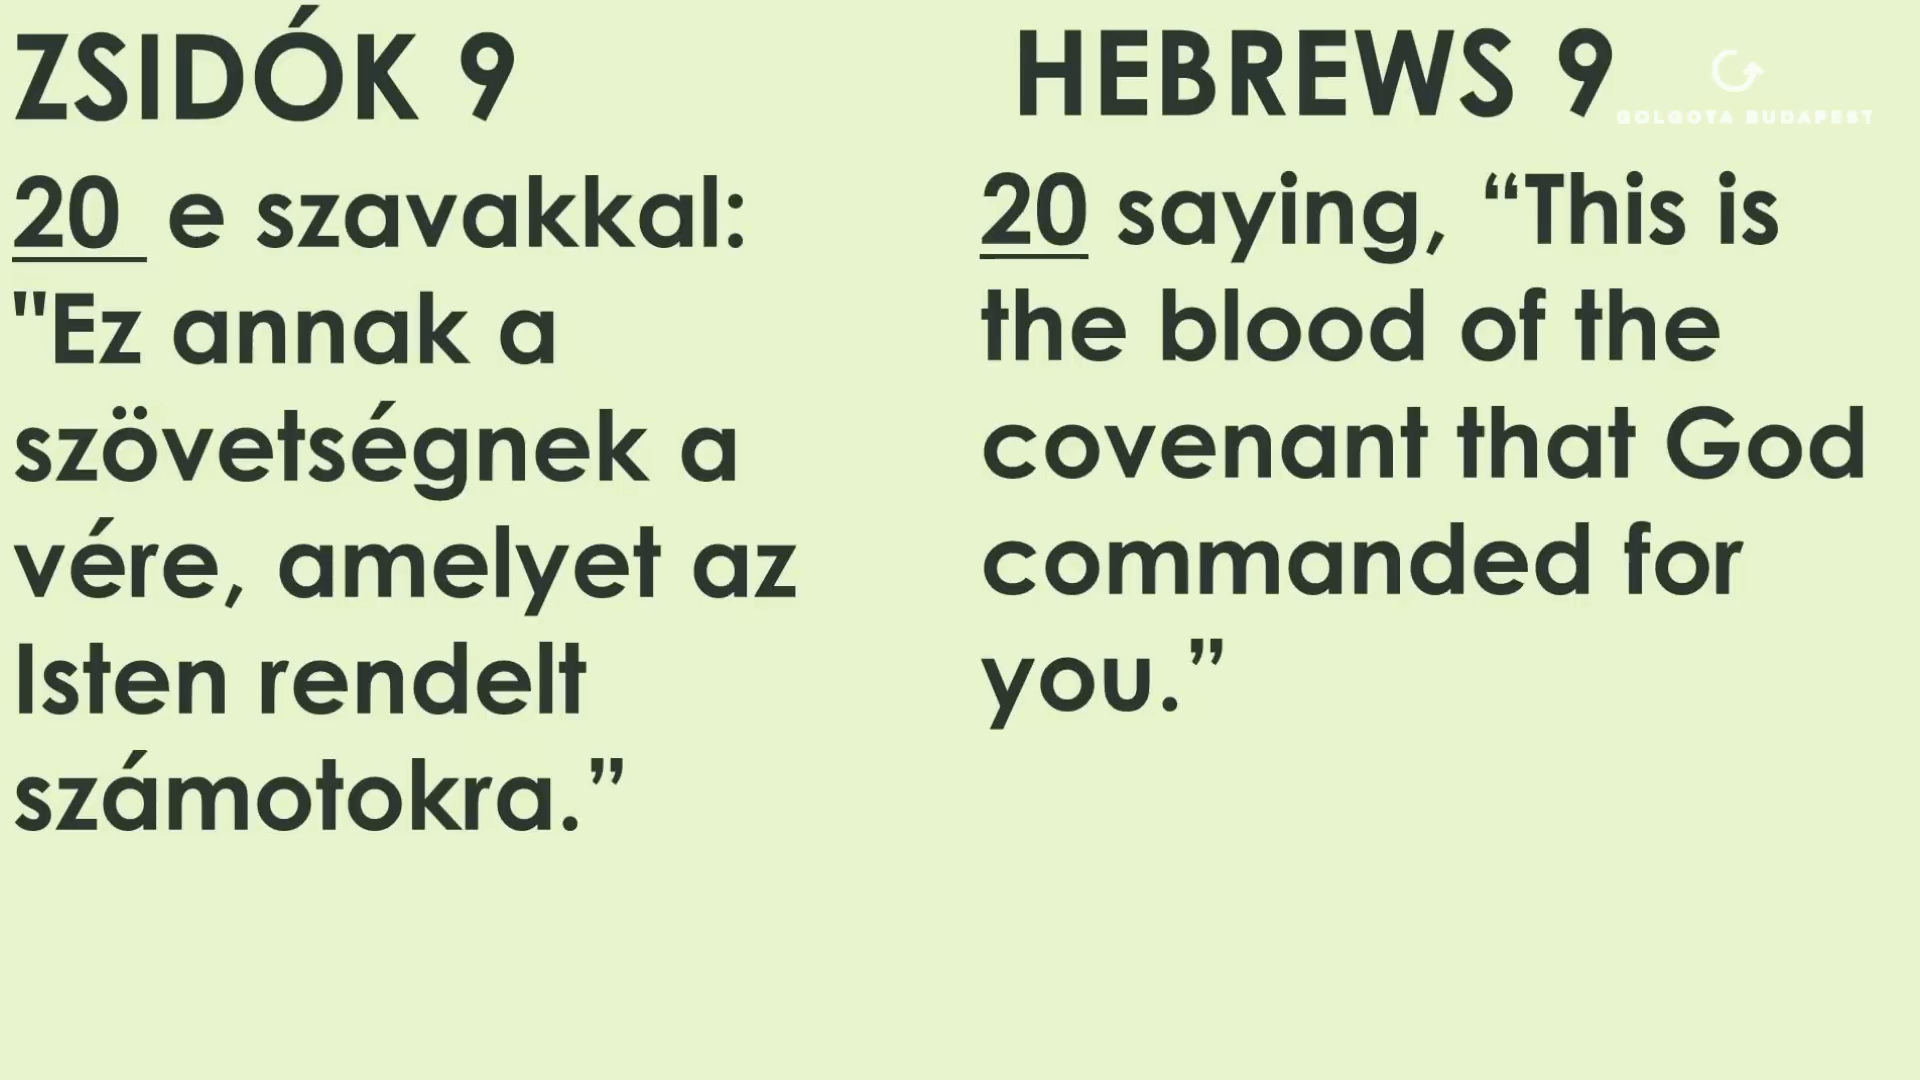 ZSIDÓK 9
20 e szavakkal:
"Ez annak a
szövetségnek a
vére, amelyet az
Isten rendelt
számotokra.”
HEBREWS 9
20 saying, “This is
the blood of the
covenant that God
commanded for
you.”
GOLGOTA BUDAPEST